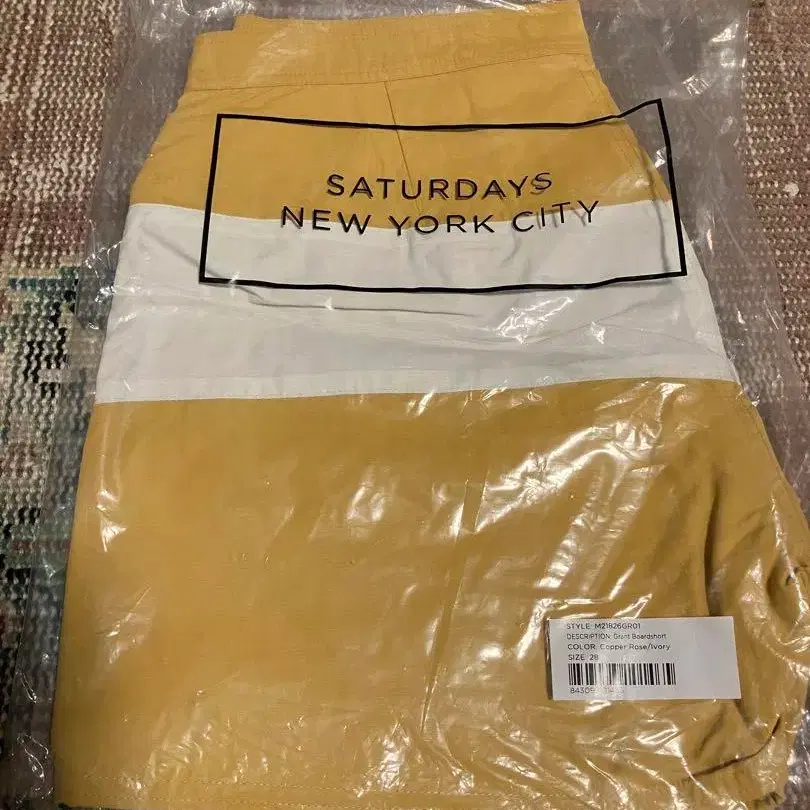 SATURDAYS
NEW YORK CITY
STYLE: M21826GR01
DESCRIPTION: Grant Boardshort
COLOR: Copper Rose/Ivory
SIZE: 28